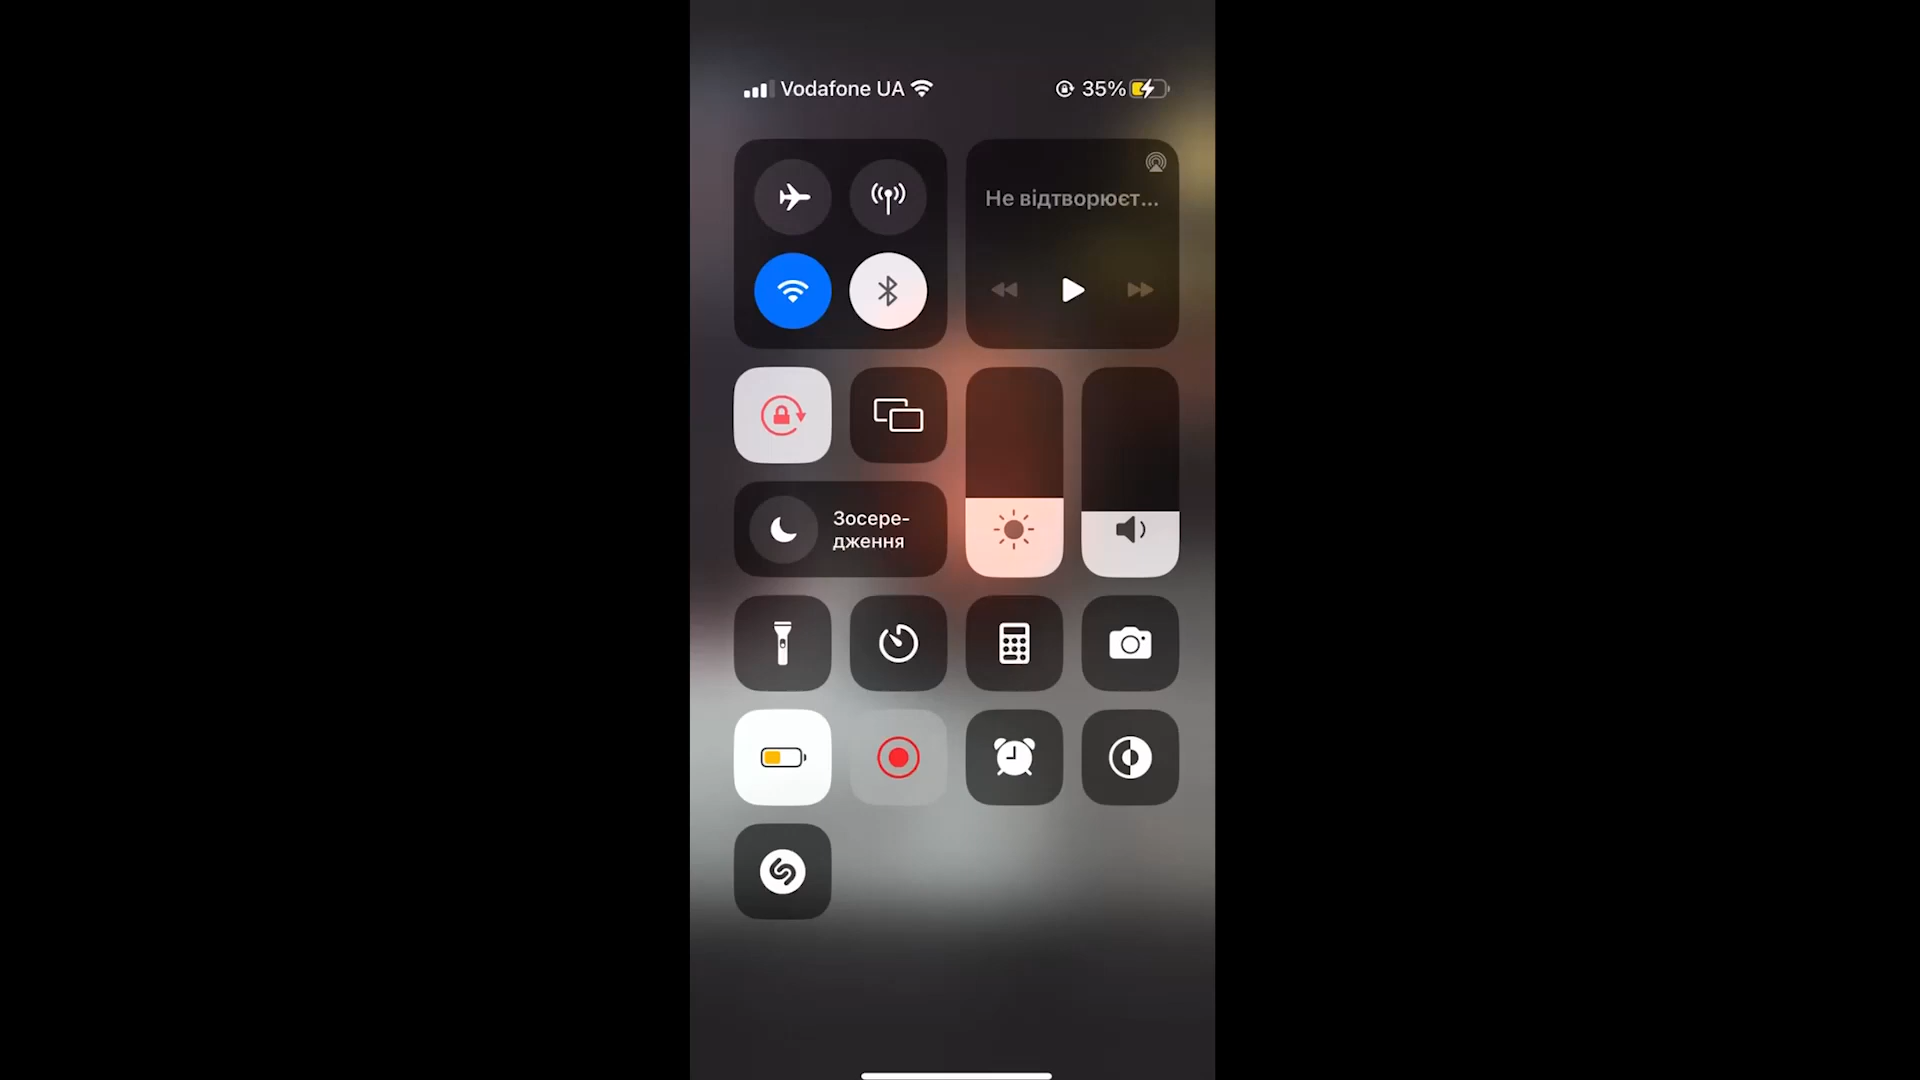 Vodafone UA
35%
Не відтворюєт...
Зосере-
дження